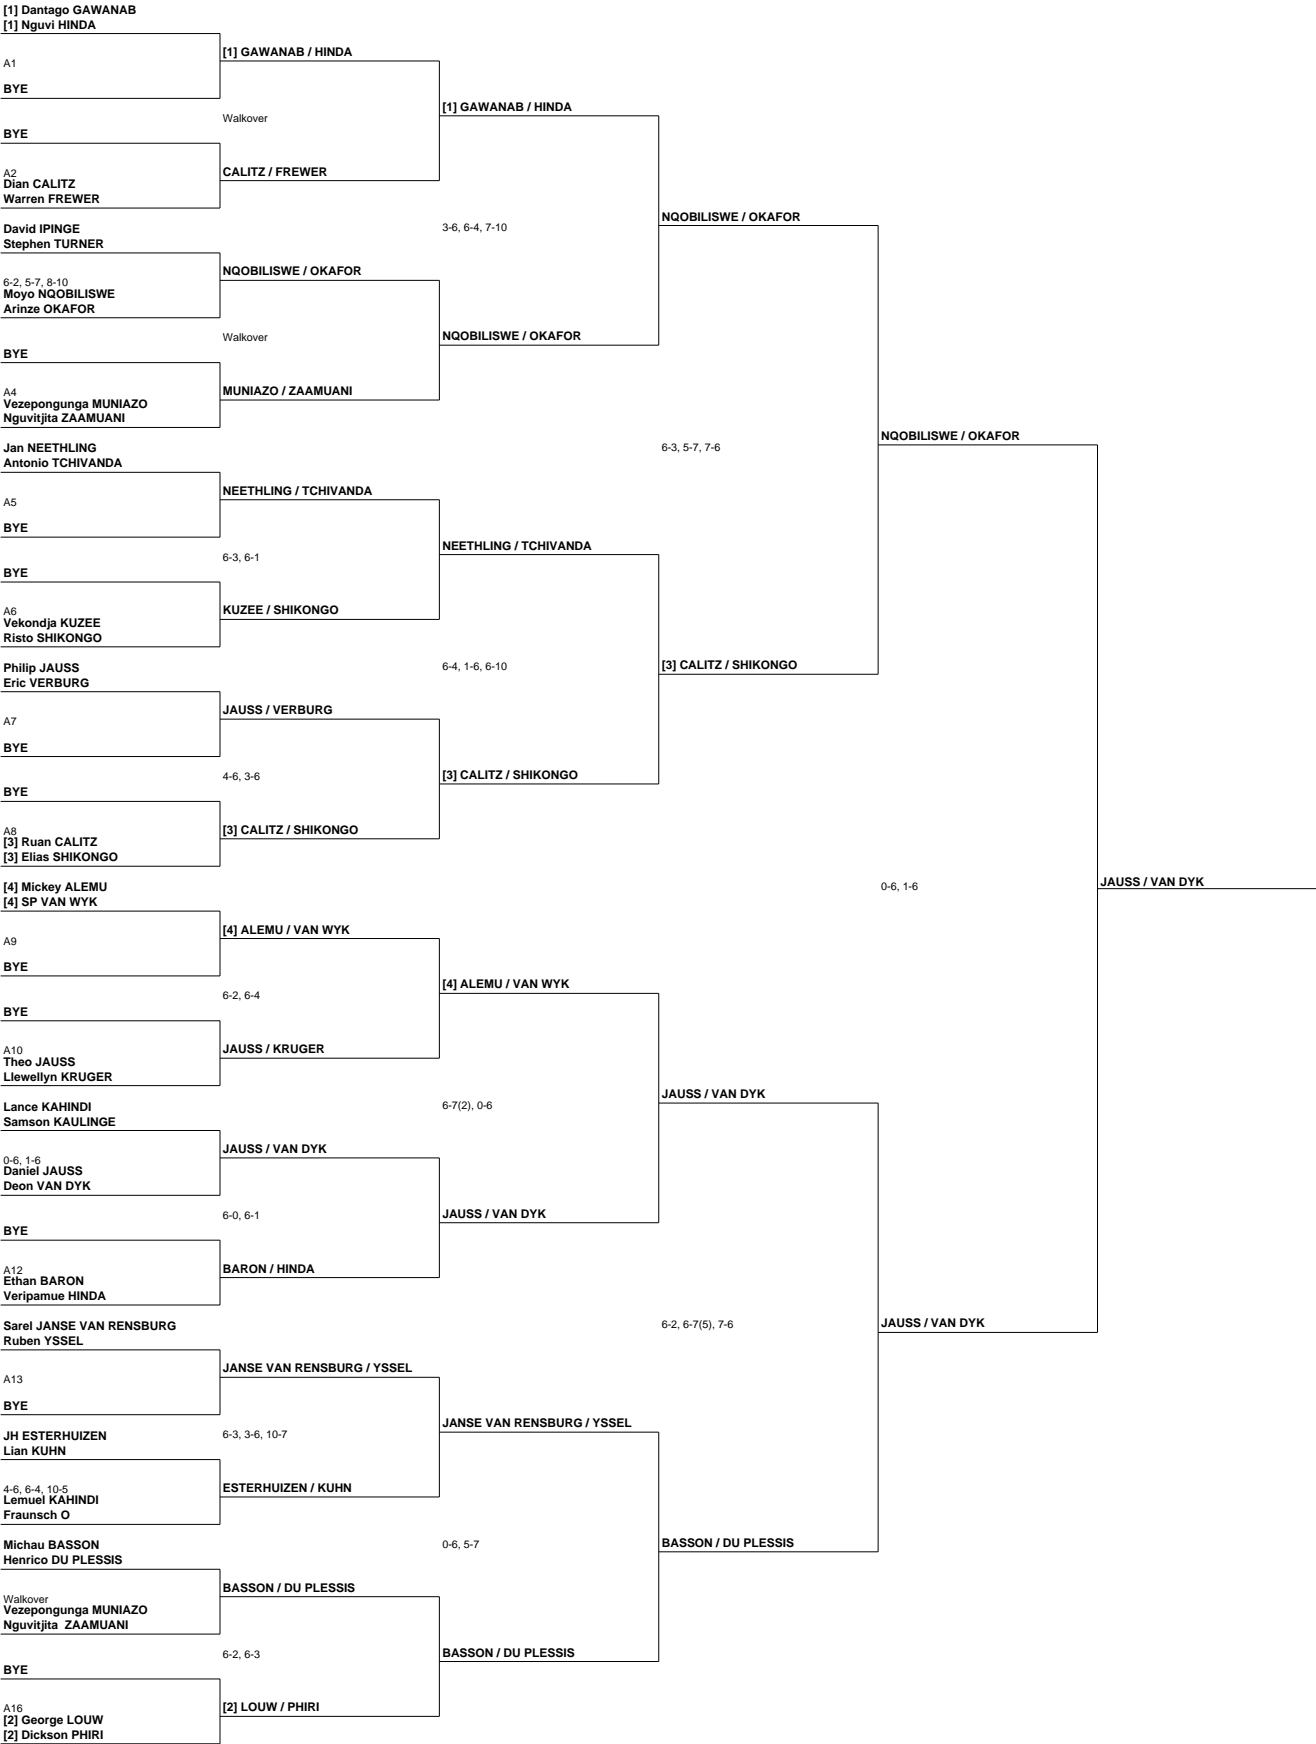 [1] Dantago GAWANAB
[1] Nguvi HINDA
[1] GAWANAB / HINDA
A1
BYE
[1] GAWANAB / HINDA
Walkover
BYE
A2
CALITZ / FREWER
Dian CALITZ
Warren FREWER
NQOBILISWE / OKAFOR
David IPINGE
3-6, 6-4, 7-10
Stephen TURNER
NQOBILISWE / OKAFOR
6-2, 5-7, 8-10
Moyo NQOBILISWE
Arinze OKAFOR
Walkover
NQOBILISWE / OKAFOR
BYE
A4
MUNIAZO / ZAAMUANI
Vezepongunga MUNIAZO
Nguvitjita ZAAMUANI
NQOBILISWE / OKAFOR
Jan NEETHLING
6-3, 5-7, 7-6
Antonio TCHIVANDA
NEETHLING / TCHIVANDA
A5
BYE
NEETHLING / TCHIVANDA
6-3, 6-1
BYE
A6
KUZEE / SHIKONGO
Vekondja KUZEE
Risto SHIKONGO
[3] CALITZ / SHIKONGO
Philip JAUSS
6-4, 1-6, 6-10
Eric VERBURG
JAUSS / VERBURG
A7
BYE
[3] CALITZ / SHIKONGO
4-6, 3-6
BYE
A8
[3] CALITZ / SHIKONGO
[3] Ruan CALITZ
[3] Elias SHIKONGO
JAUSS / VAN DYK
[4] Mickey ALEMU
0-6, 1-6
[4] SP VAN WYK
[4] ALEMU / VAN WYK
A9
BYE
[4] ALEMU / VAN WYK
6-2, 6-4
BYE
A10
JAUSS / KRUGER
Theo JAUSS
Llewellyn KRUGER
JAUSS / VAN DYK
Lance KAHINDI
6-7(2), 0-6
Samson KAULINGE
JAUSS / VAN DYK
0-6, 1-6
Daniel JAUSS
Deon VAN DYK
6-0, 6-1
JAUSS / VAN DYK
BYE
A12
BARON / HINDA
Ethan BARON
Veripamue HINDA
JAUSS / VAN DYK
Sarel JANSE VAN RENSBURG
6-2, 6-7(5), 7-6
Ruben YSSEL
JANSE VAN RENSBURG / YSSEL
A13
BYE
JANSE VAN RENSBURG / YSSEL
JH ESTERHUIZEN
6-3, 3-6, 10-7
Lian KUHN
4-6, 6-4, 10-5
ESTERHUIZEN / KUHN
Lemuel KAHINDI
Fraunsch O
BASSON / DU PLESSIS
Michau BASSON
0-6, 5-7
Henrico DU PLESSIS
BASSON / DU PLESSIS
Walkover
Vezepongunga MUNIAZO
Nguvitjita ZAAMUANI
6-2, 6-3
BASSON / DU PLESSIS
BYE
A16
[2] LOUW / PHIRI
[2] George LOUW
[2] Dickson PHIRI